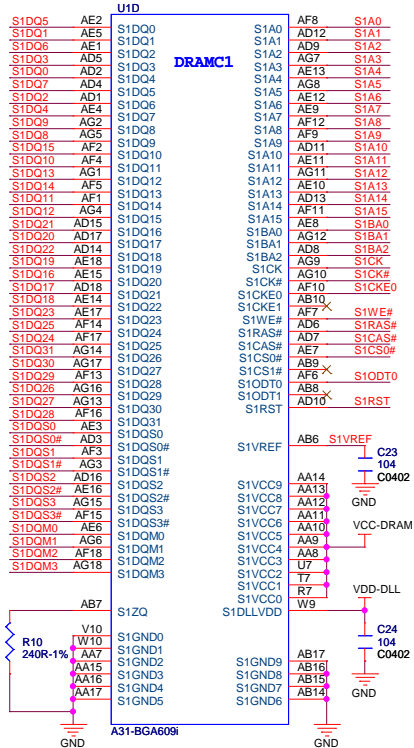 U1D
DRAMC1
S1DQ5 AE2 S1DQ0 S1A0 AF8 S1A0
S1DQ1 AE5 S1DQ1 S1A1 AD12 S1A1
S1DQ6 AE1 S1DQ2 S1A2 AD9 S1A2
S1DQ3 AD5 S1DQ3 S1A3 AG7 S1A3
S1DQ0 AD2 S1DQ4 S1A4 AE13 S1A4
S1DQ7 AD4 S1DQ5 S1A5 AG8 S1A5
S1DQ2 AD1 S1DQ6 S1A6 AE12 S1A6
S1DQ4 AE4 S1DQ7 S1A7 AE9 S1A7
S1DQ9 AG2 S1DQ8 S1A8 AF12 S1A8
S1DQ8 AG5 S1DQ9 S1A9 AF9 S1A9
S1DQ15 AF2 S1DQ10 S1A10 AD11 S1A10
S1DQ10 AF4 S1DQ11 S1A11 AE11 S1A11
S1DQ13 AG1 S1DQ12 S1A12 AG11 S1A12
S1DQ14 AF5 S1DQ13 S1A13 AE10 S1A13
S1DQ11 AF1 S1DQ14 S1A14 AD13 S1A14
S1DQ12 AG4 S1DQ15 S1A15 AF11 S1A15
S1DQ21 AD15 S1DQ16 S1BA0 AE8 S1BA0
S1DQ20 AD17 S1DQ17 S1BA1 AG12 S1BA1
S1DQ22 AD14 S1DQ18 S1BA2 AD8 S1BA2
S1DQ19 AE18 S1DQ19 S1CK AG9 S1CK
S1DQ16 AE15 S1DQ20 S1CK# AG10 S1CK#
S1DQ17 AD18 S1DQ21 S1CKE0 AF10 S1CKE0
S1DQ18 AE14 S1DQ22 S1CKE1 AB10
S1DQ23 AE17 S1DQ23 S1WE# AF7 S1WE#
S1DQ25 AF14 S1DQ24 S1RAS# AD6 S1RAS#
S1DQ24 AF17 S1DQ25 S1CAS# AD7 S1CAS#
S1DQ31 AG14 S1DQ26 S1CS0# AE7 S1CS0#
S1DQ30 AG17 S1DQ27 S1CS1# AB9
S1DQ29 AF13 S1DQ28 S1ODT0 AF6 S1ODT0
S1DQ26 AG16 S1DQ29 S1ODT1 AB8
S1DQ27 AG13 S1DQ30 S1RST AD10 S1RST
S1DQ28 AF16 S1DQ31
S1DQS0 AE3 S1DQS0
S1DQS0# AD3 S1DQS0# S1VREF AB6 S1VREF
S1DQS1 AF3 S1DQS1 C23
S1DQS1# AG3 S1DQS1# 104
S1DQS2 AD16 S1DQS2 S1VCC9 AA14 C0402
S1DQS2# AE16 S1DQS2# S1VCC8 AA13
S1DQS3 AG15 S1DQS3 S1VCC7 AA12 GND
S1DQS3# AF15 S1DQS3# S1VCC6 AA11
S1DQM0 AE6 S1DQM0 S1VCC5 AA10 VCC-DRAM
S1DQM1 AG6 S1DQM1 S1VCC4 AA9
S1DQM2 AF18 S1DQM2 S1VCC3 AA8
S1DQM3 AG18 S1DQM3 S1VCC2 U7
S1VCC1 T7
S1VCC0 R7 VDD-DLL
AB7 S1ZQ S1DLLVDD W9
V10 S1GND0
R10 W10 S1GND1 C24
240R-1% AA7 S1GND2 S1GND9 AB17 104
AA15 S1GND3 S1GND8 AB16 C0402
AA16 S1GND4 S1GND7 AB15
AA17 S1GND5 S1GND6 AB14 GND
A31-BGA609i
GND GND